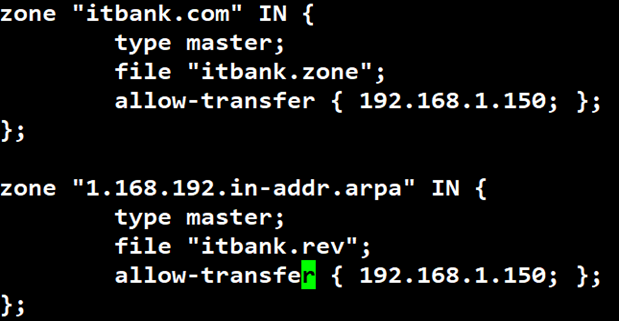 zone "itbank.com" IN {
        type master;
        file "itbank.zone";
        allow-transfer { 192.168.1.150; };
};

zone "1.168.192.in-addr.arpa" IN {
        type master;
        file "itbank.rev";
        allow-transfer { 192.168.1.150; };
};